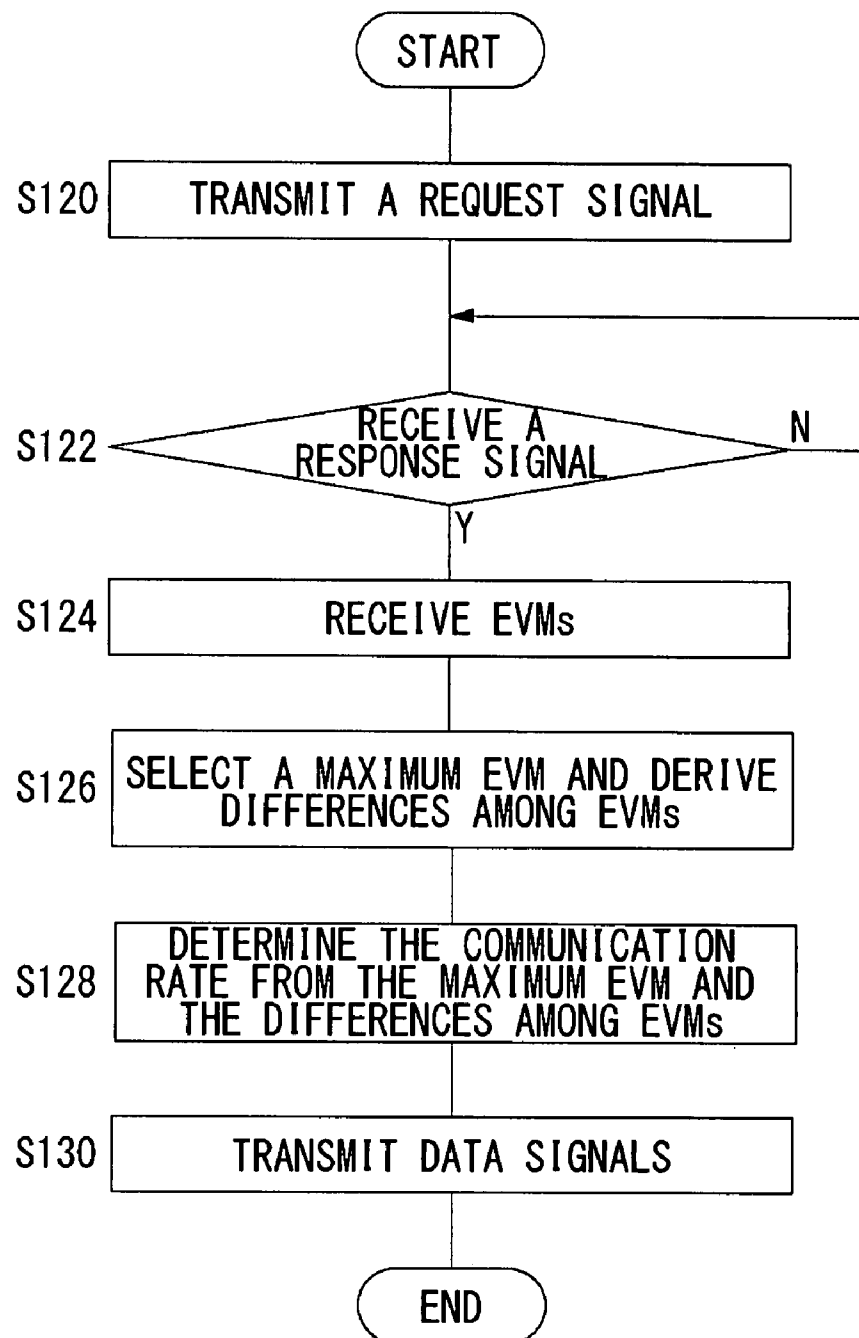 START
S120
TRANSMIT A REQUEST SIGNAL
S122
RECEIVE A
RESPONSE SIGNAL
N
Y
S124
RECEIVE EVMs
S126
SELECT A MAXIMUM EVM AND DERIVE
DIFFERENCES AMONG EVMs
S128
DETERMINE THE COMMUNICATION
RATE FROM THE MAXIMUM EVM AND
THE DIFFERENCES AMONG EVMs
S130
TRANSMIT DATA SIGNALS
END